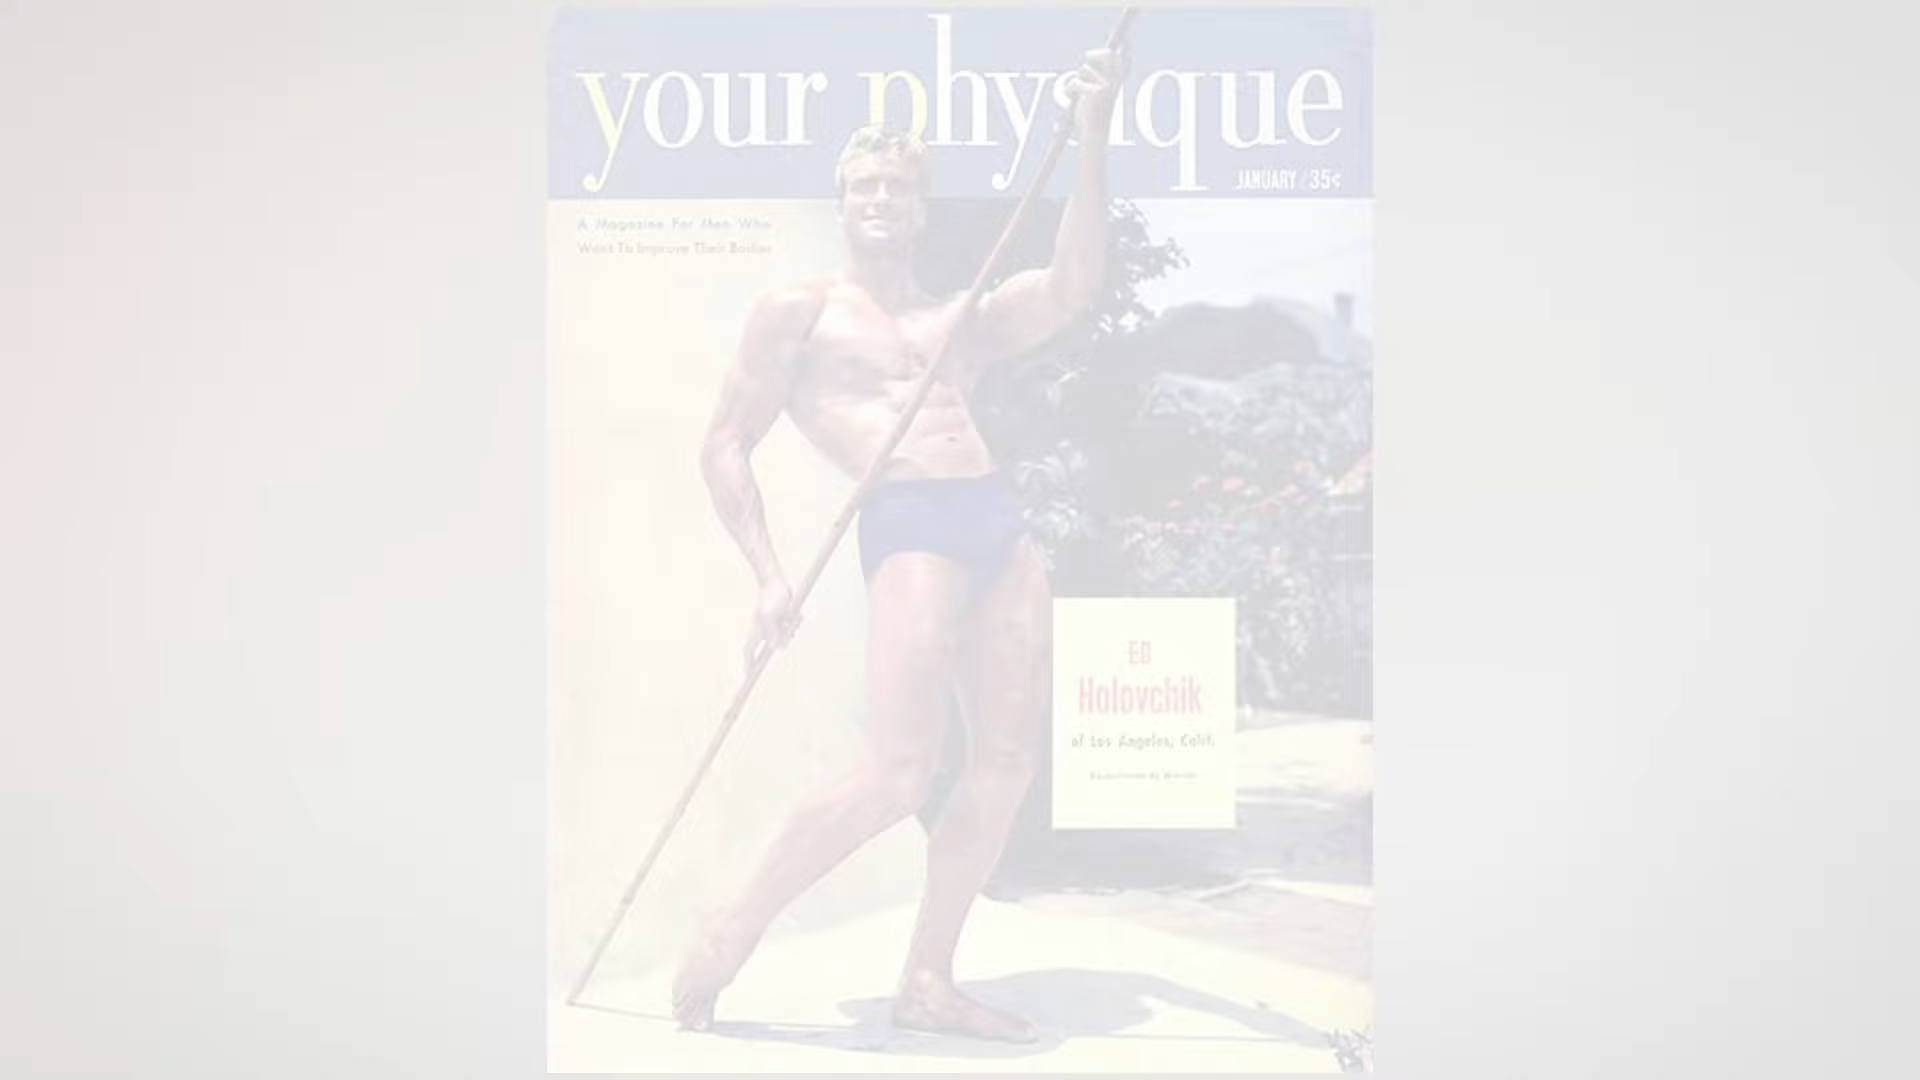 your physique
JANUARY / 35¢
A Magazine For Men Who
Want To Improve Their Bodies
ED
Holovchik
of Los Angeles, Calif.